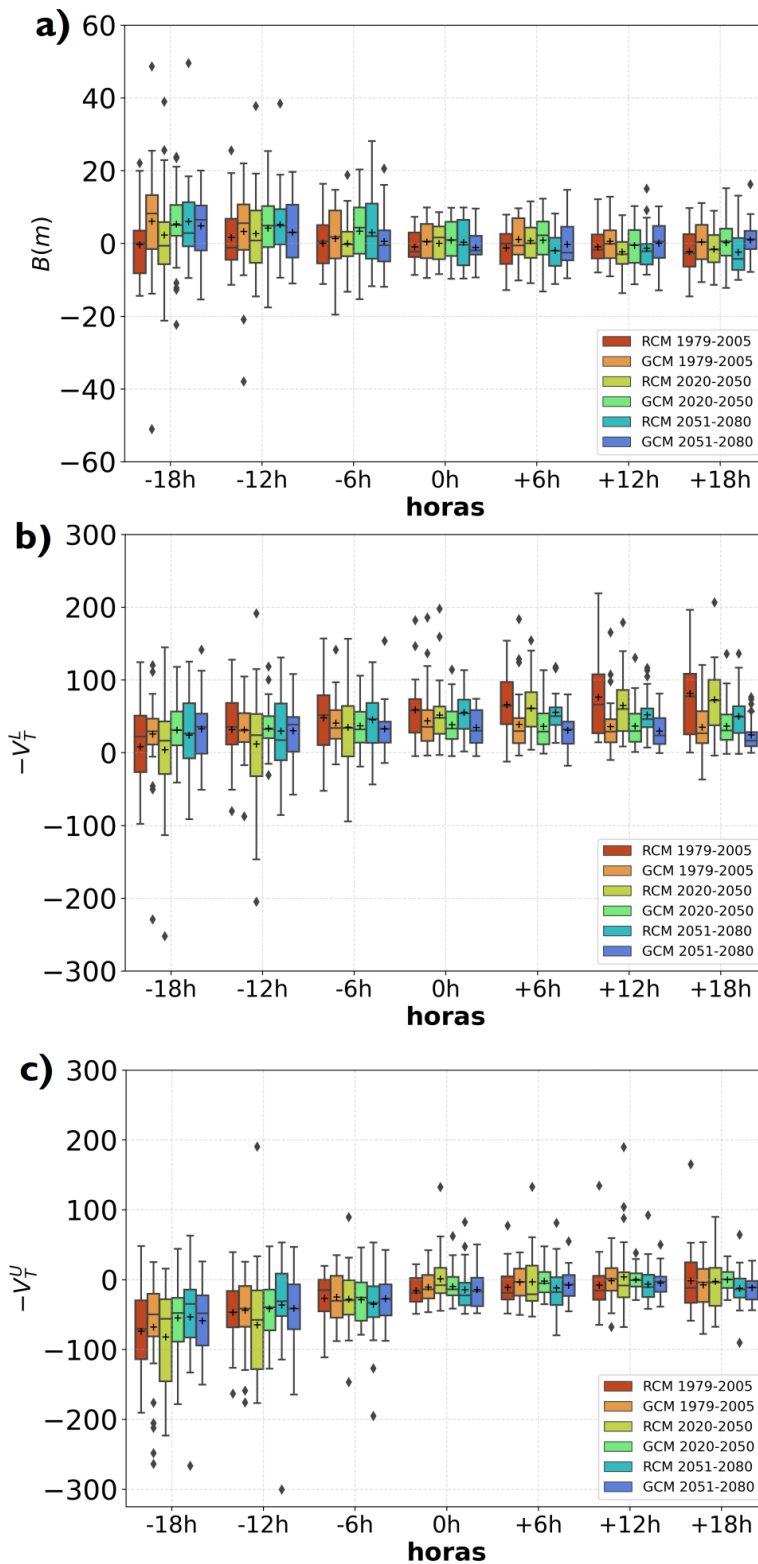 a)
60
40
20
0
−20
−40
−60
B(m)
RCM 1979-2005
GCM 1979-2005
RCM 2020-2050
GCM 2020-2050
RCM 2051-2080
GCM 2051-2080
-18h -12h -6h 0h +6h +12h +18h
horas
b)
300
200
100
0
−100
−200
−300
−V_T^L
RCM 1979-2005
GCM 1979-2005
RCM 2020-2050
GCM 2020-2050
RCM 2051-2080
GCM 2051-2080
-18h -12h -6h 0h +6h +12h +18h
horas
c)
300
200
100
0
−100
−200
−300
−V_T^U
RCM 1979-2005
GCM 1979-2005
RCM 2020-2050
GCM 2020-2050
RCM 2051-2080
GCM 2051-2080
-18h -12h -6h 0h +6h +12h +18h
horas